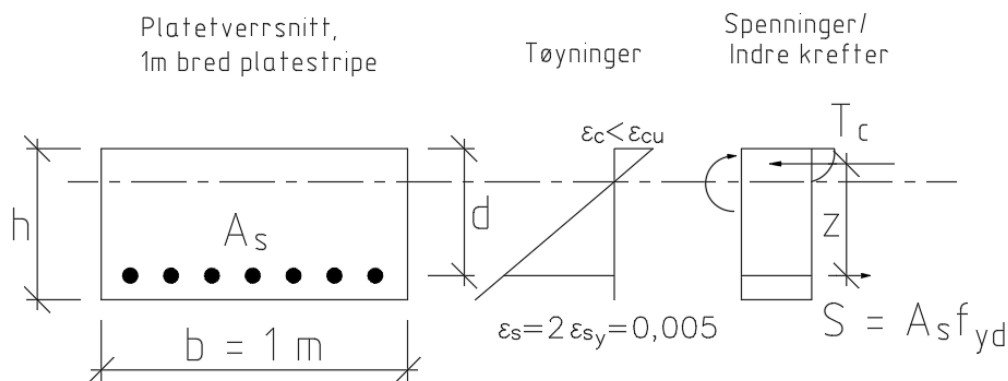 Platetverrsnitt,
1m bred platestripe
Tøyninger
Spenninger/
Indre krefter
εc<εcu
Tc
h
As
d
z
εs=2εsy=0,005
S = Asfyd
b = 1 m